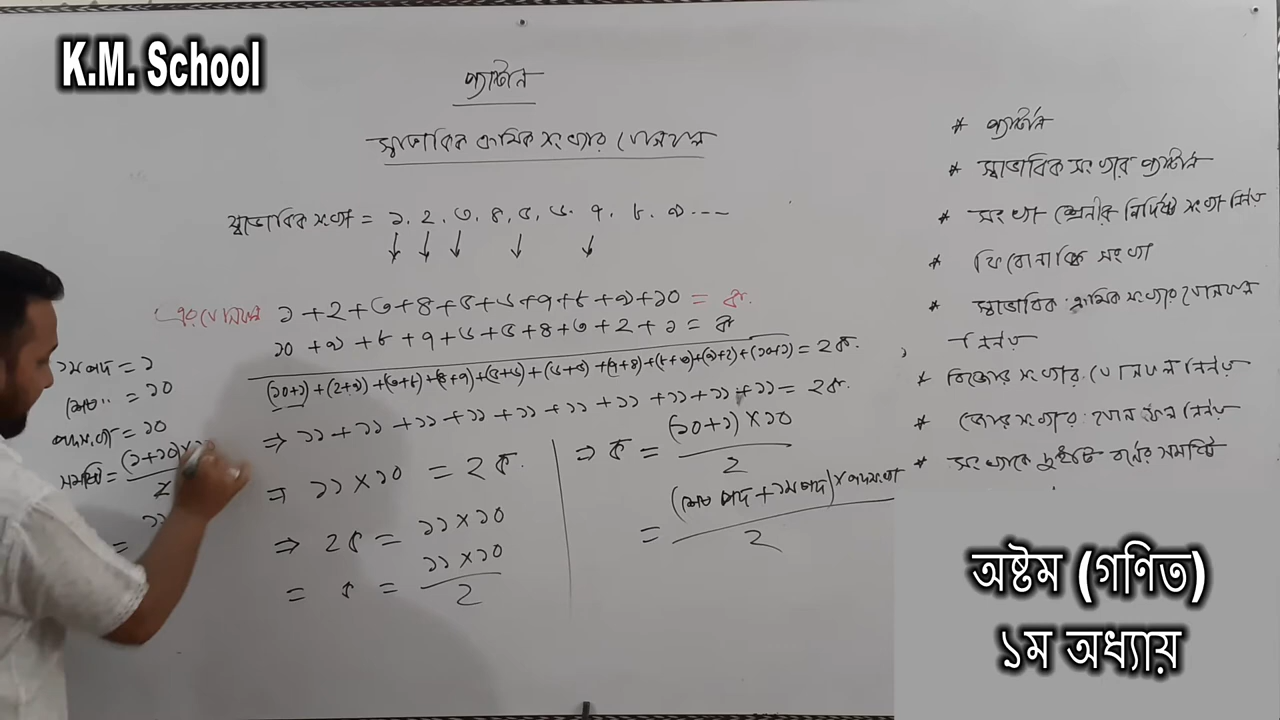 K.M. School
প্যাটার্ন
স্বাভাবিক ক্রমিক সংখ্যার যোগফল
স্বাভাবিক সংখ্যা = ১, ২, ৩, ৪, ৫, ৬, ৭, ৮, ৯ ....
এর যোগফল ১+২+৩+৪+৫+৬+৭+৮+৯+১০ = ক.
১০+৯+৮+৭+৬+৫+৪+৩+২+১ = ক
(১০+১)+(২+৯)+(৩+৮)+(৪+৭)+(৫+৬)+(৬+৫)+(৭+৪)+(৮+৩)+(৯+২)+(১০+১) = ২ক.
⇒ ১১+১১+১১+১১+১১+১১+১১+১১+১১ = ২ক.
⇒ ১১×১০ = ২ক.
⇒ ২ক = ১১×১০
= ক = ১১×১০/২
⇒ ক = (১০+১)×১০/২
= (শেষ পদ+১ম পদ)×পদসংখ্যা/২
১ম পদ = ১
শেষ " = ১০
পদসংখ্যা = ১০
সমষ্টি = (১+১০)×/২
=
* প্যাটার্ন
* স্বাভাবিক সংখ্যার প্যাটার্ন
* সংখ্যা শ্রেণীর নির্দিষ্ট সংখ্যা নির্ণয়
* ফিবোনাক্কি সংখ্যা
* স্বাভাবিক ক্রমিক সংখ্যার যোগফল
নির্ণয়
* বিজোড় সংখ্যার যোগফল নির্ণয়
* জোড় সংখ্যার যোগফল নির্ণয়
* সংখ্যাকে দুইটি বর্গের সমষ্টি
অষ্টম (গণিত)
১ম অধ্যায়